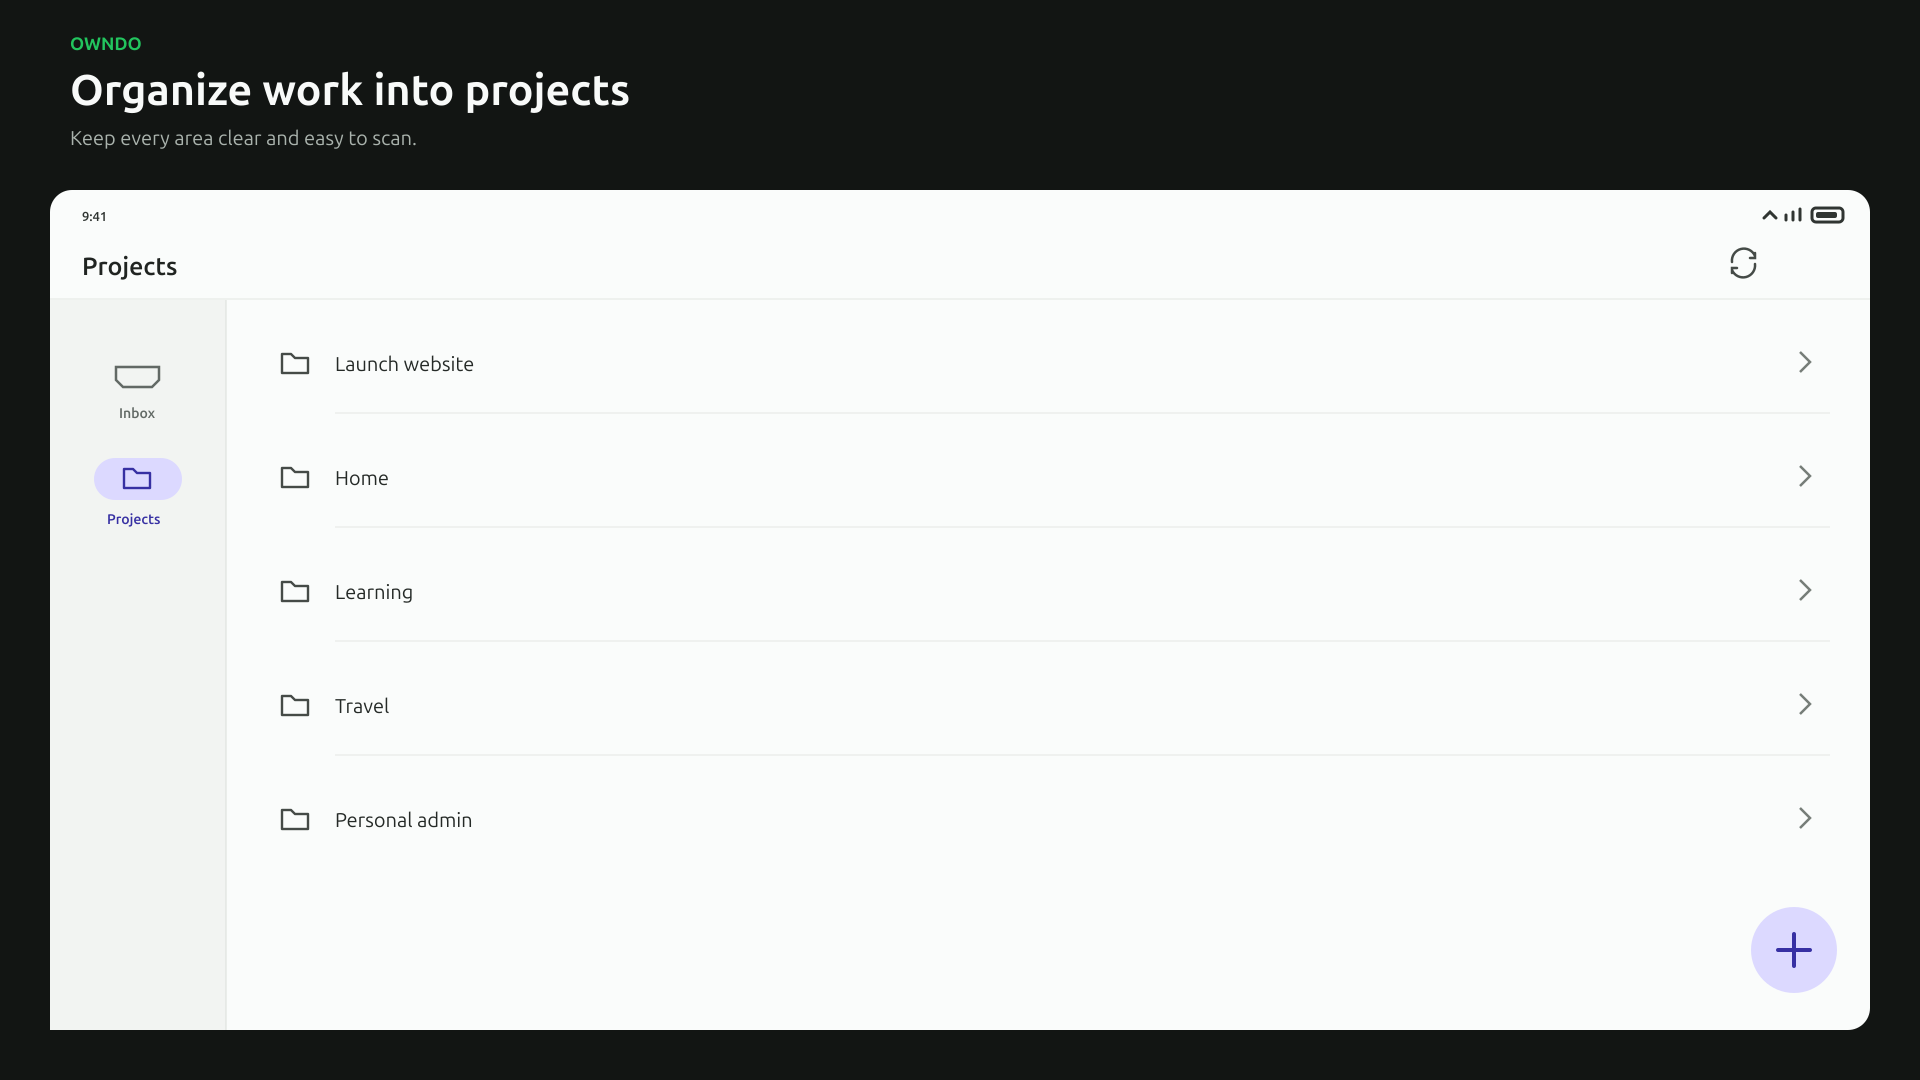 OWNDO
Organize work into projects
Keep every area clear and easy to scan.
9:41
Projects
Inbox
Projects
Launch website
Home
Learning
Travel
Personal admin